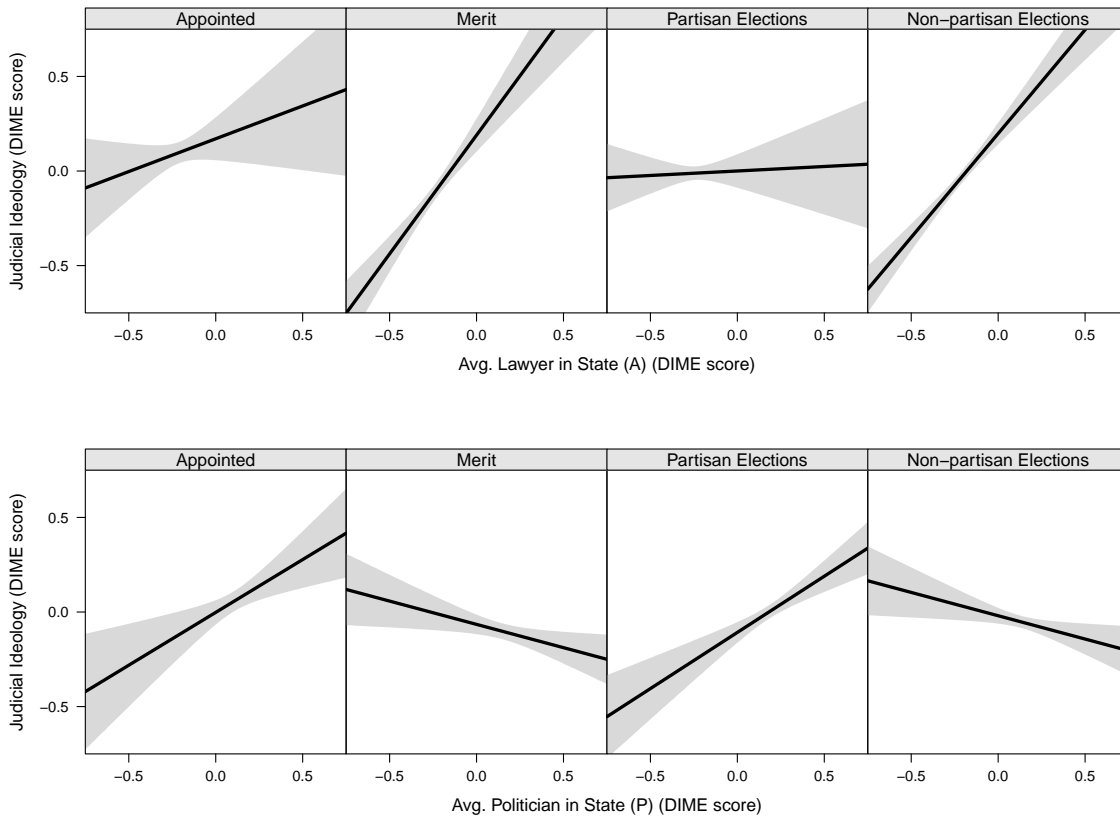 Appointed Merit Partisan Elections Non−partisan Elections
Judicial Ideology (DIME score)
0.5
0.0
−0.5
−0.5 0.0 0.5 −0.5 0.0 0.5 −0.5 0.0 0.5 −0.5 0.0 0.5
Avg. Lawyer in State (A) (DIME score)
Appointed Merit Partisan Elections Non−partisan Elections
Judicial Ideology (DIME score)
0.5
0.0
−0.5
−0.5 0.0 0.5 −0.5 0.0 0.5 −0.5 0.0 0.5 −0.5 0.0 0.5
Avg. Politician in State (P) (DIME score)